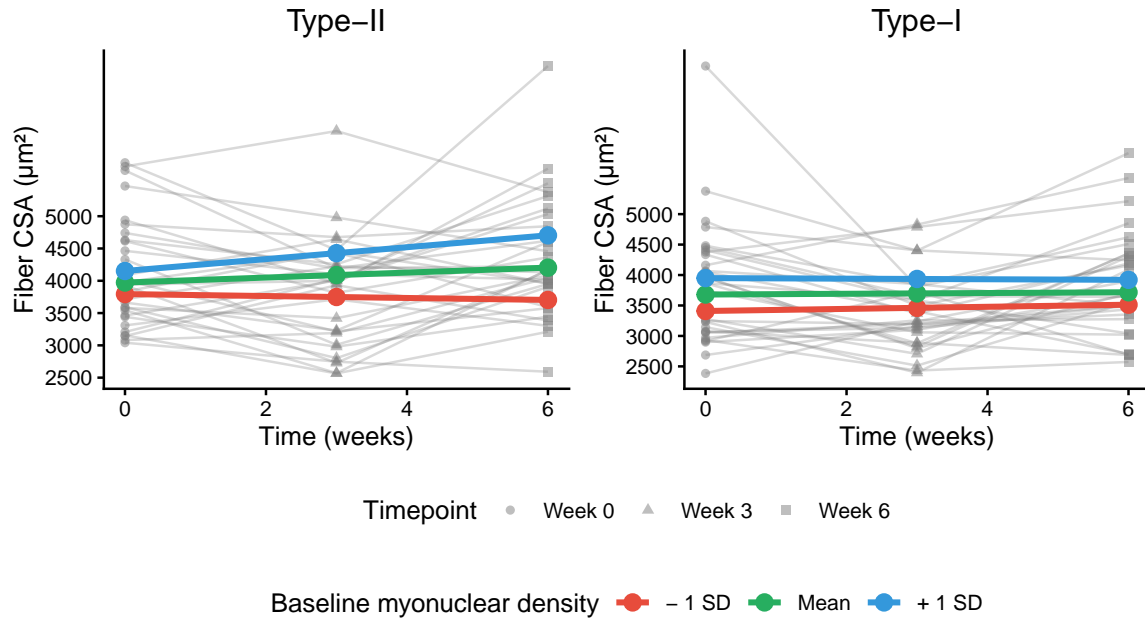 Type−II
Type−I
Fiber CSA (µm²)
5000
4500
4000
3500
3000
2500
0
2
4
6
Time (weeks)
Fiber CSA (µm²)
5000
4500
4000
3500
3000
2500
0
2
4
6
Time (weeks)
Timepoint Week 0 Week 3 Week 6
Baseline myonuclear density − 1 SD Mean + 1 SD